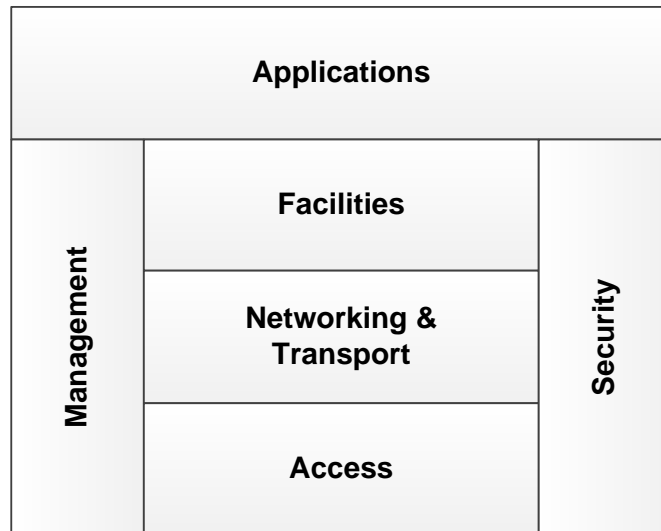 Applications
Management
Facilities
Networking &
Transport
Access
Security